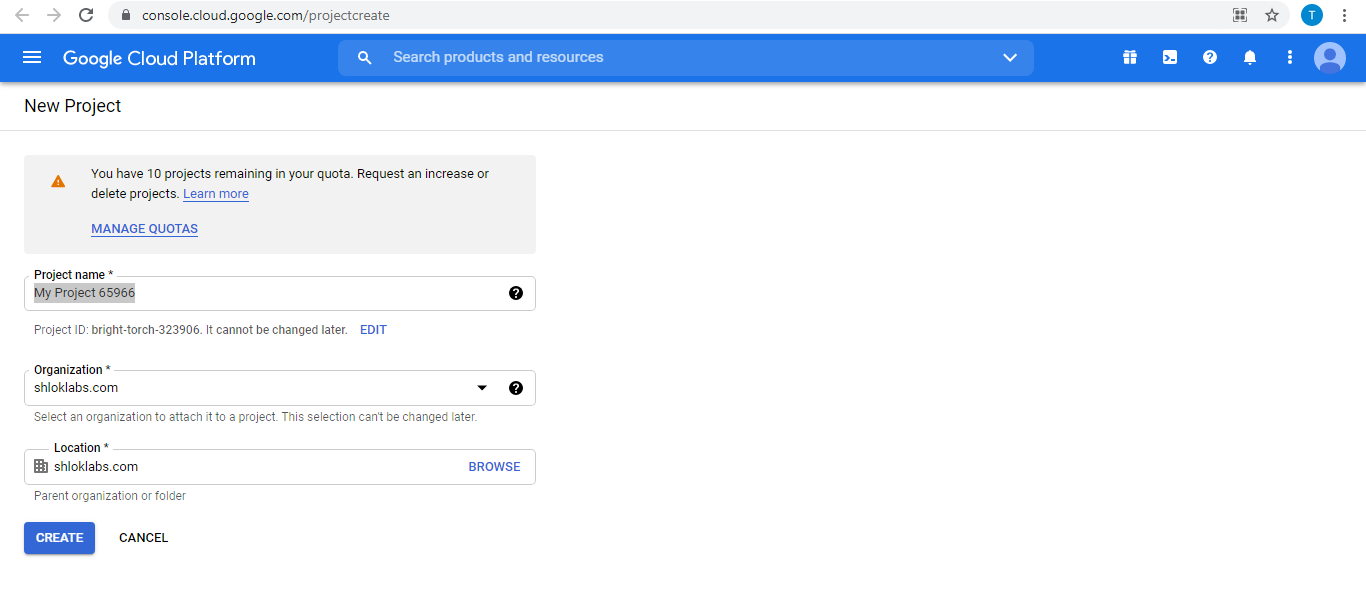 console.cloud.google.com/projectcreate
T
Google Cloud Platform
Search products and resources
New Project
You have 10 projects remaining in your quota. Request an increase or
delete projects. Learn more
MANAGE QUOTAS
Project name *
My Project 65966
Project ID: bright-torch-323906. It cannot be changed later. EDIT
Organization *
shloklabs.com
Select an organization to attach it to a project. This selection can't be changed later.
Location *
shloklabs.com BROWSE
Parent organization or folder
CREATE CANCEL